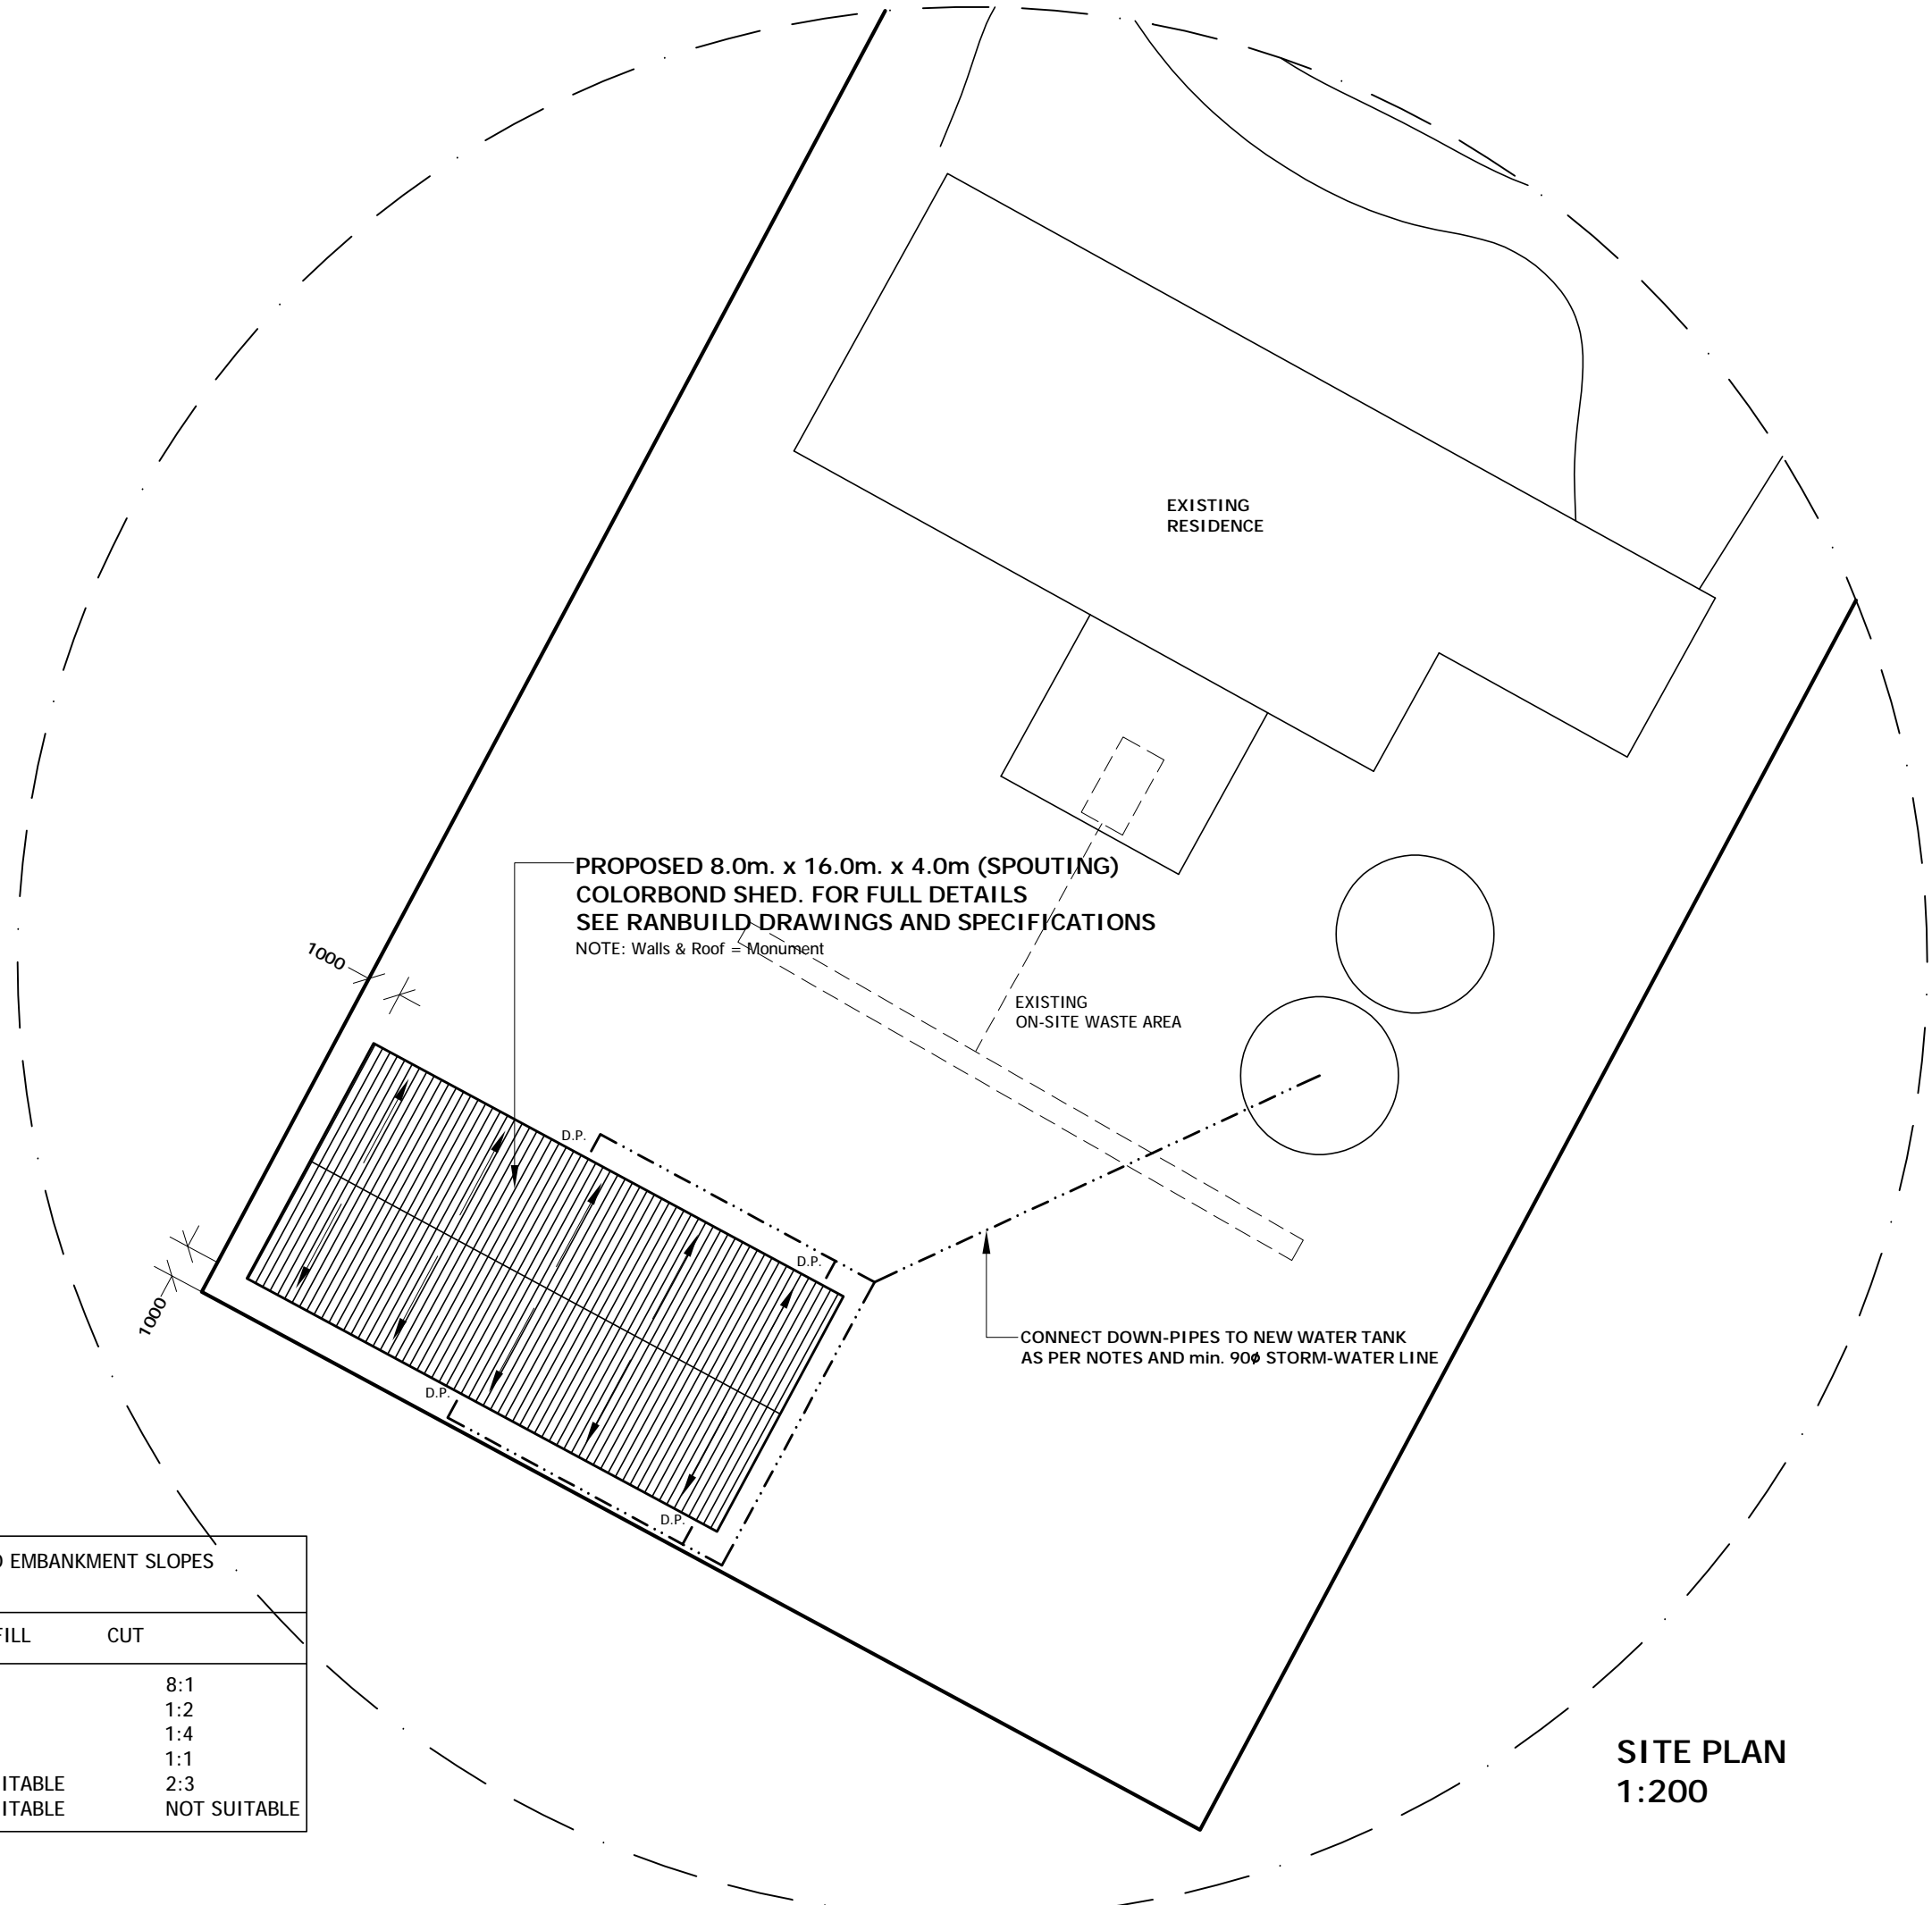 EXISTING
RESIDENCE
PROPOSED 8.0m. x 16.0m. x 4.0m (SPOUTING)
COLORBOND SHED. FOR FULL DETAILS
SEE RANBUILD DRAWINGS AND SPECIFICATIONS
NOTE: Walls & Roof = Monument
1000
EXISTING
ON-SITE WASTE AREA
D.P.
D.P.
1000
CONNECT DOWN-PIPES TO NEW WATER TANK
AS PER NOTES AND min. 90ϕ STORM-WATER LINE
D.P.
D.P.
EMBANKMENT SLOPES
FILL CUT
8:1
1:2
1:4
1:1
2:3
NOT SUITABLE
SITE PLAN
1:200